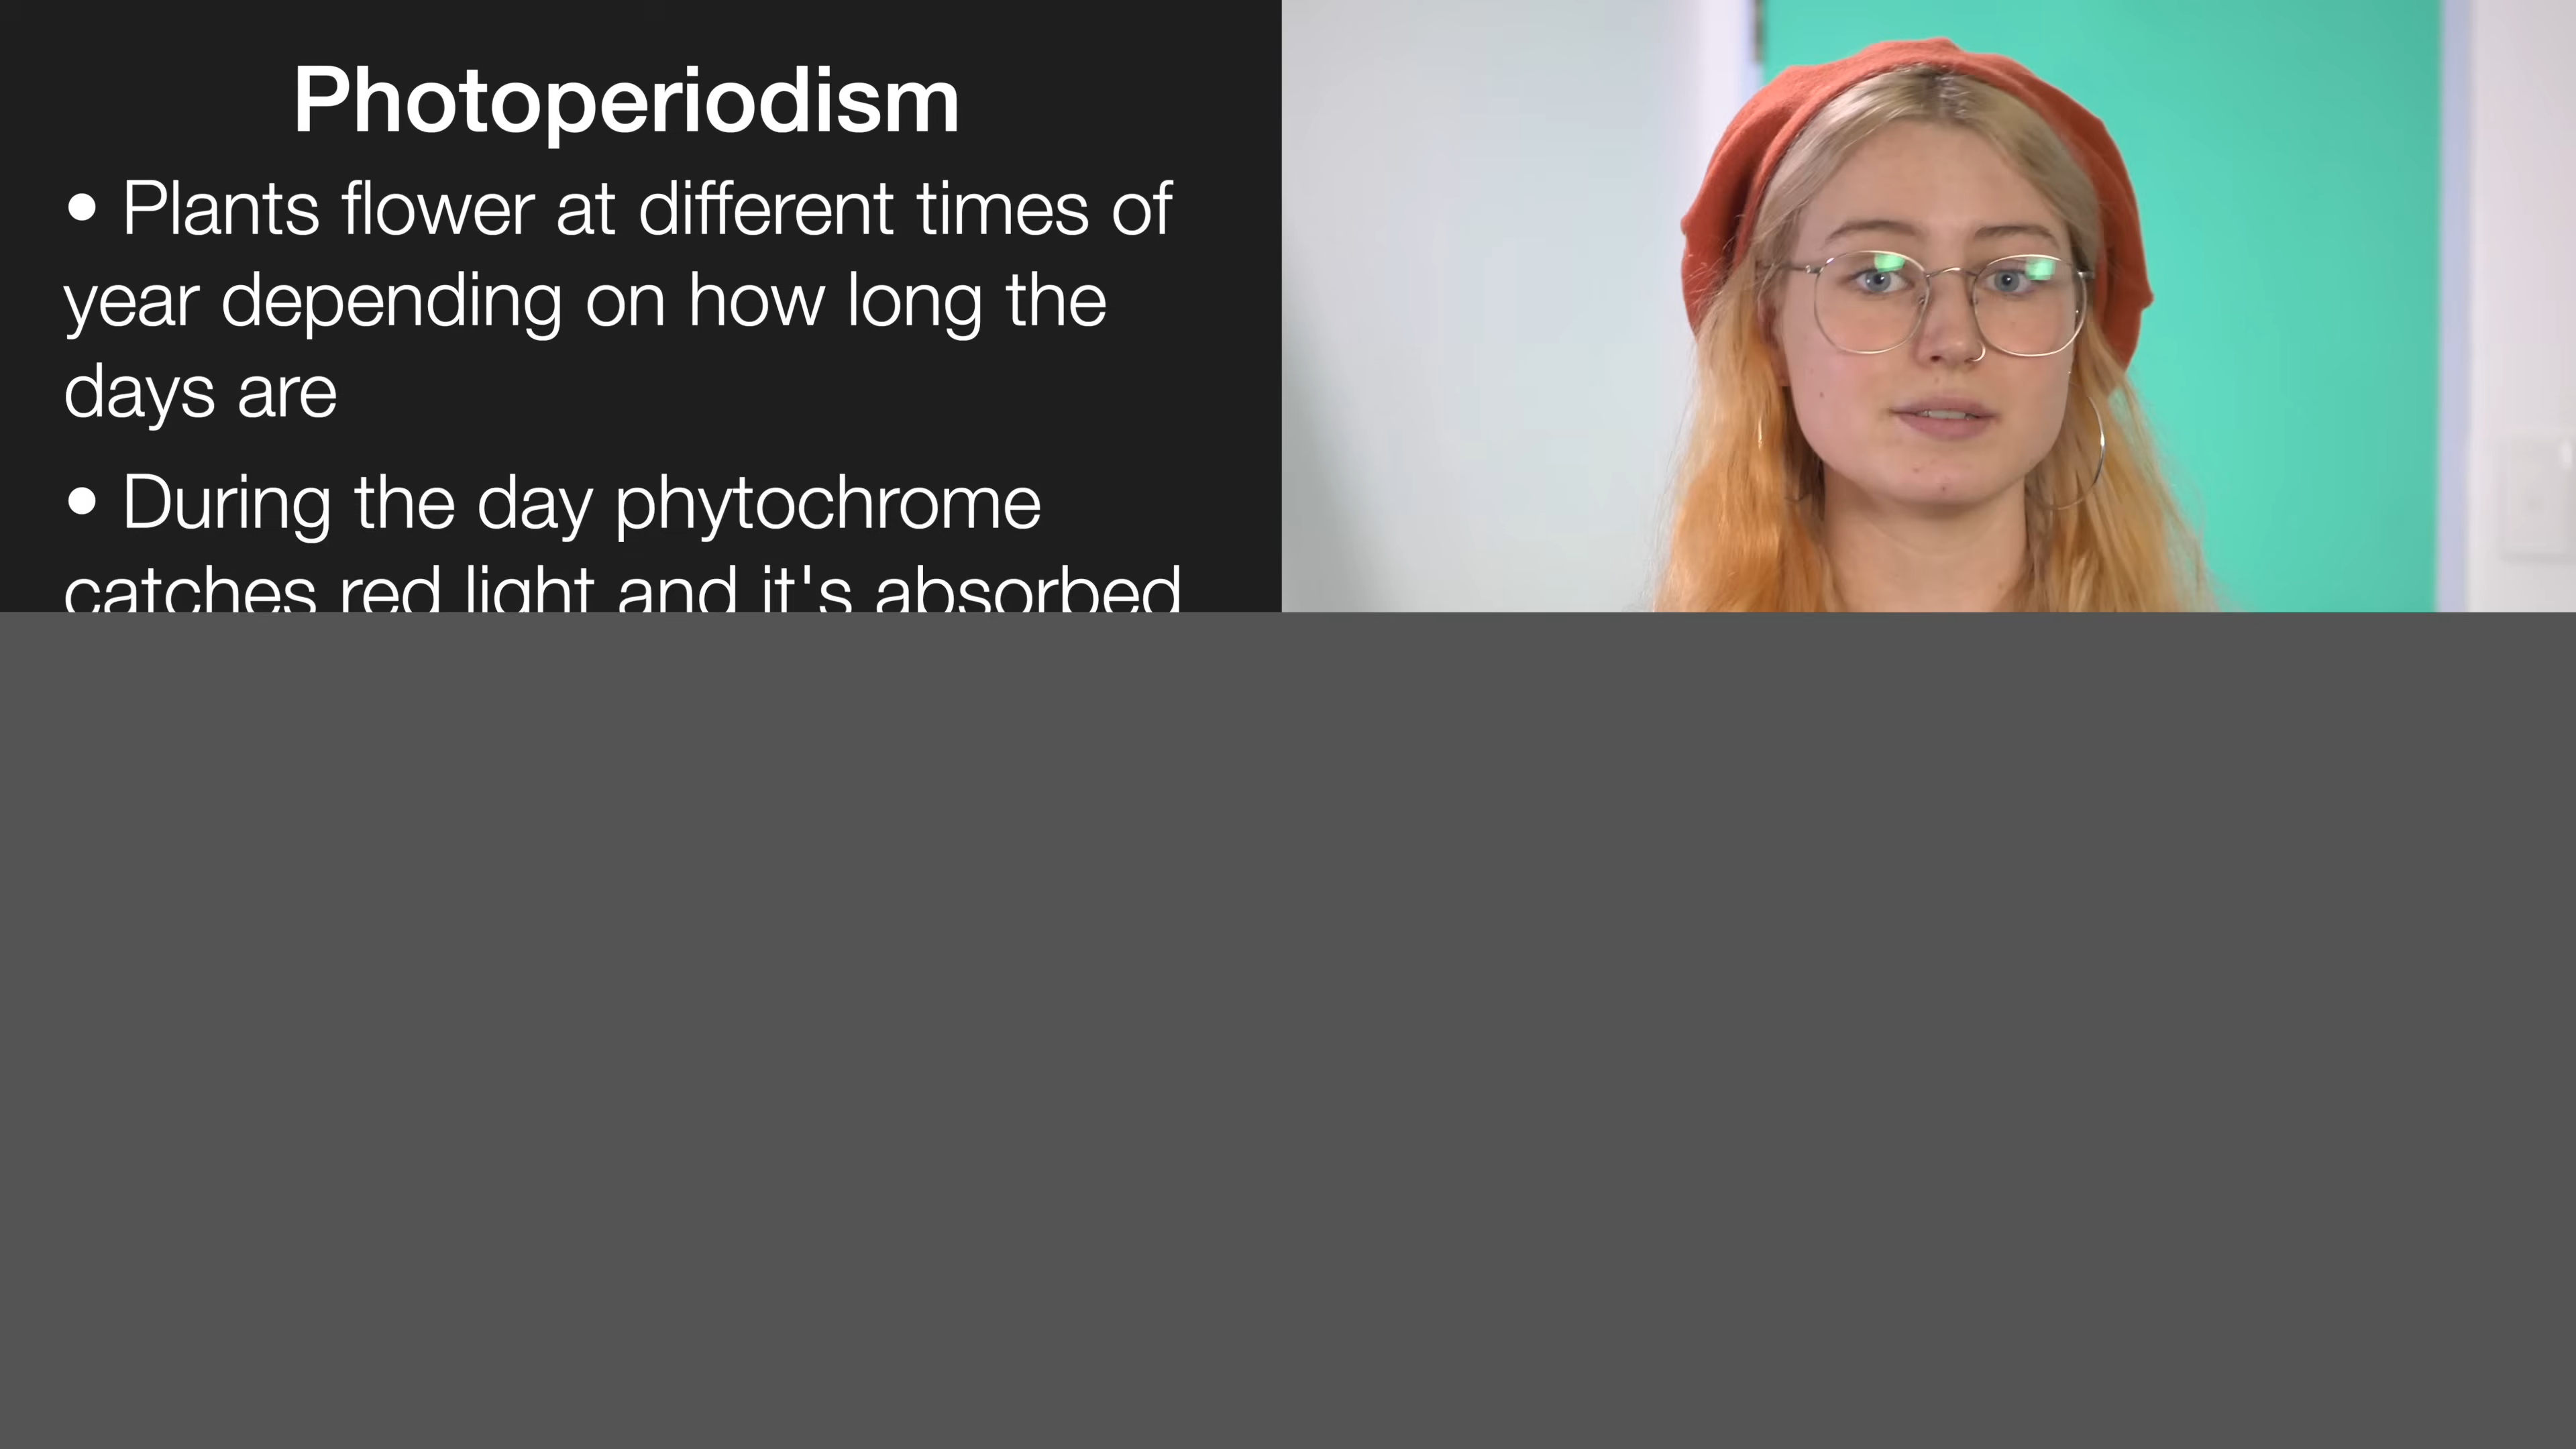 Photoperiodism
• Plants flower at different times of
year depending on how long the
days are
• During the day phytochrome
catches red light and it's absorbed